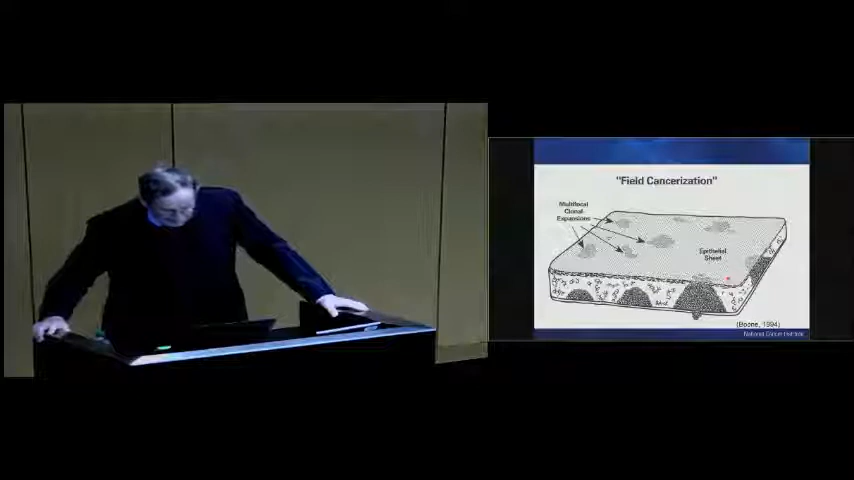 "Field Cancerization"
Multifocal
Clonal
Expansions
Epithelial
Sheet
(Boone, 1994)
National Cancer Institute